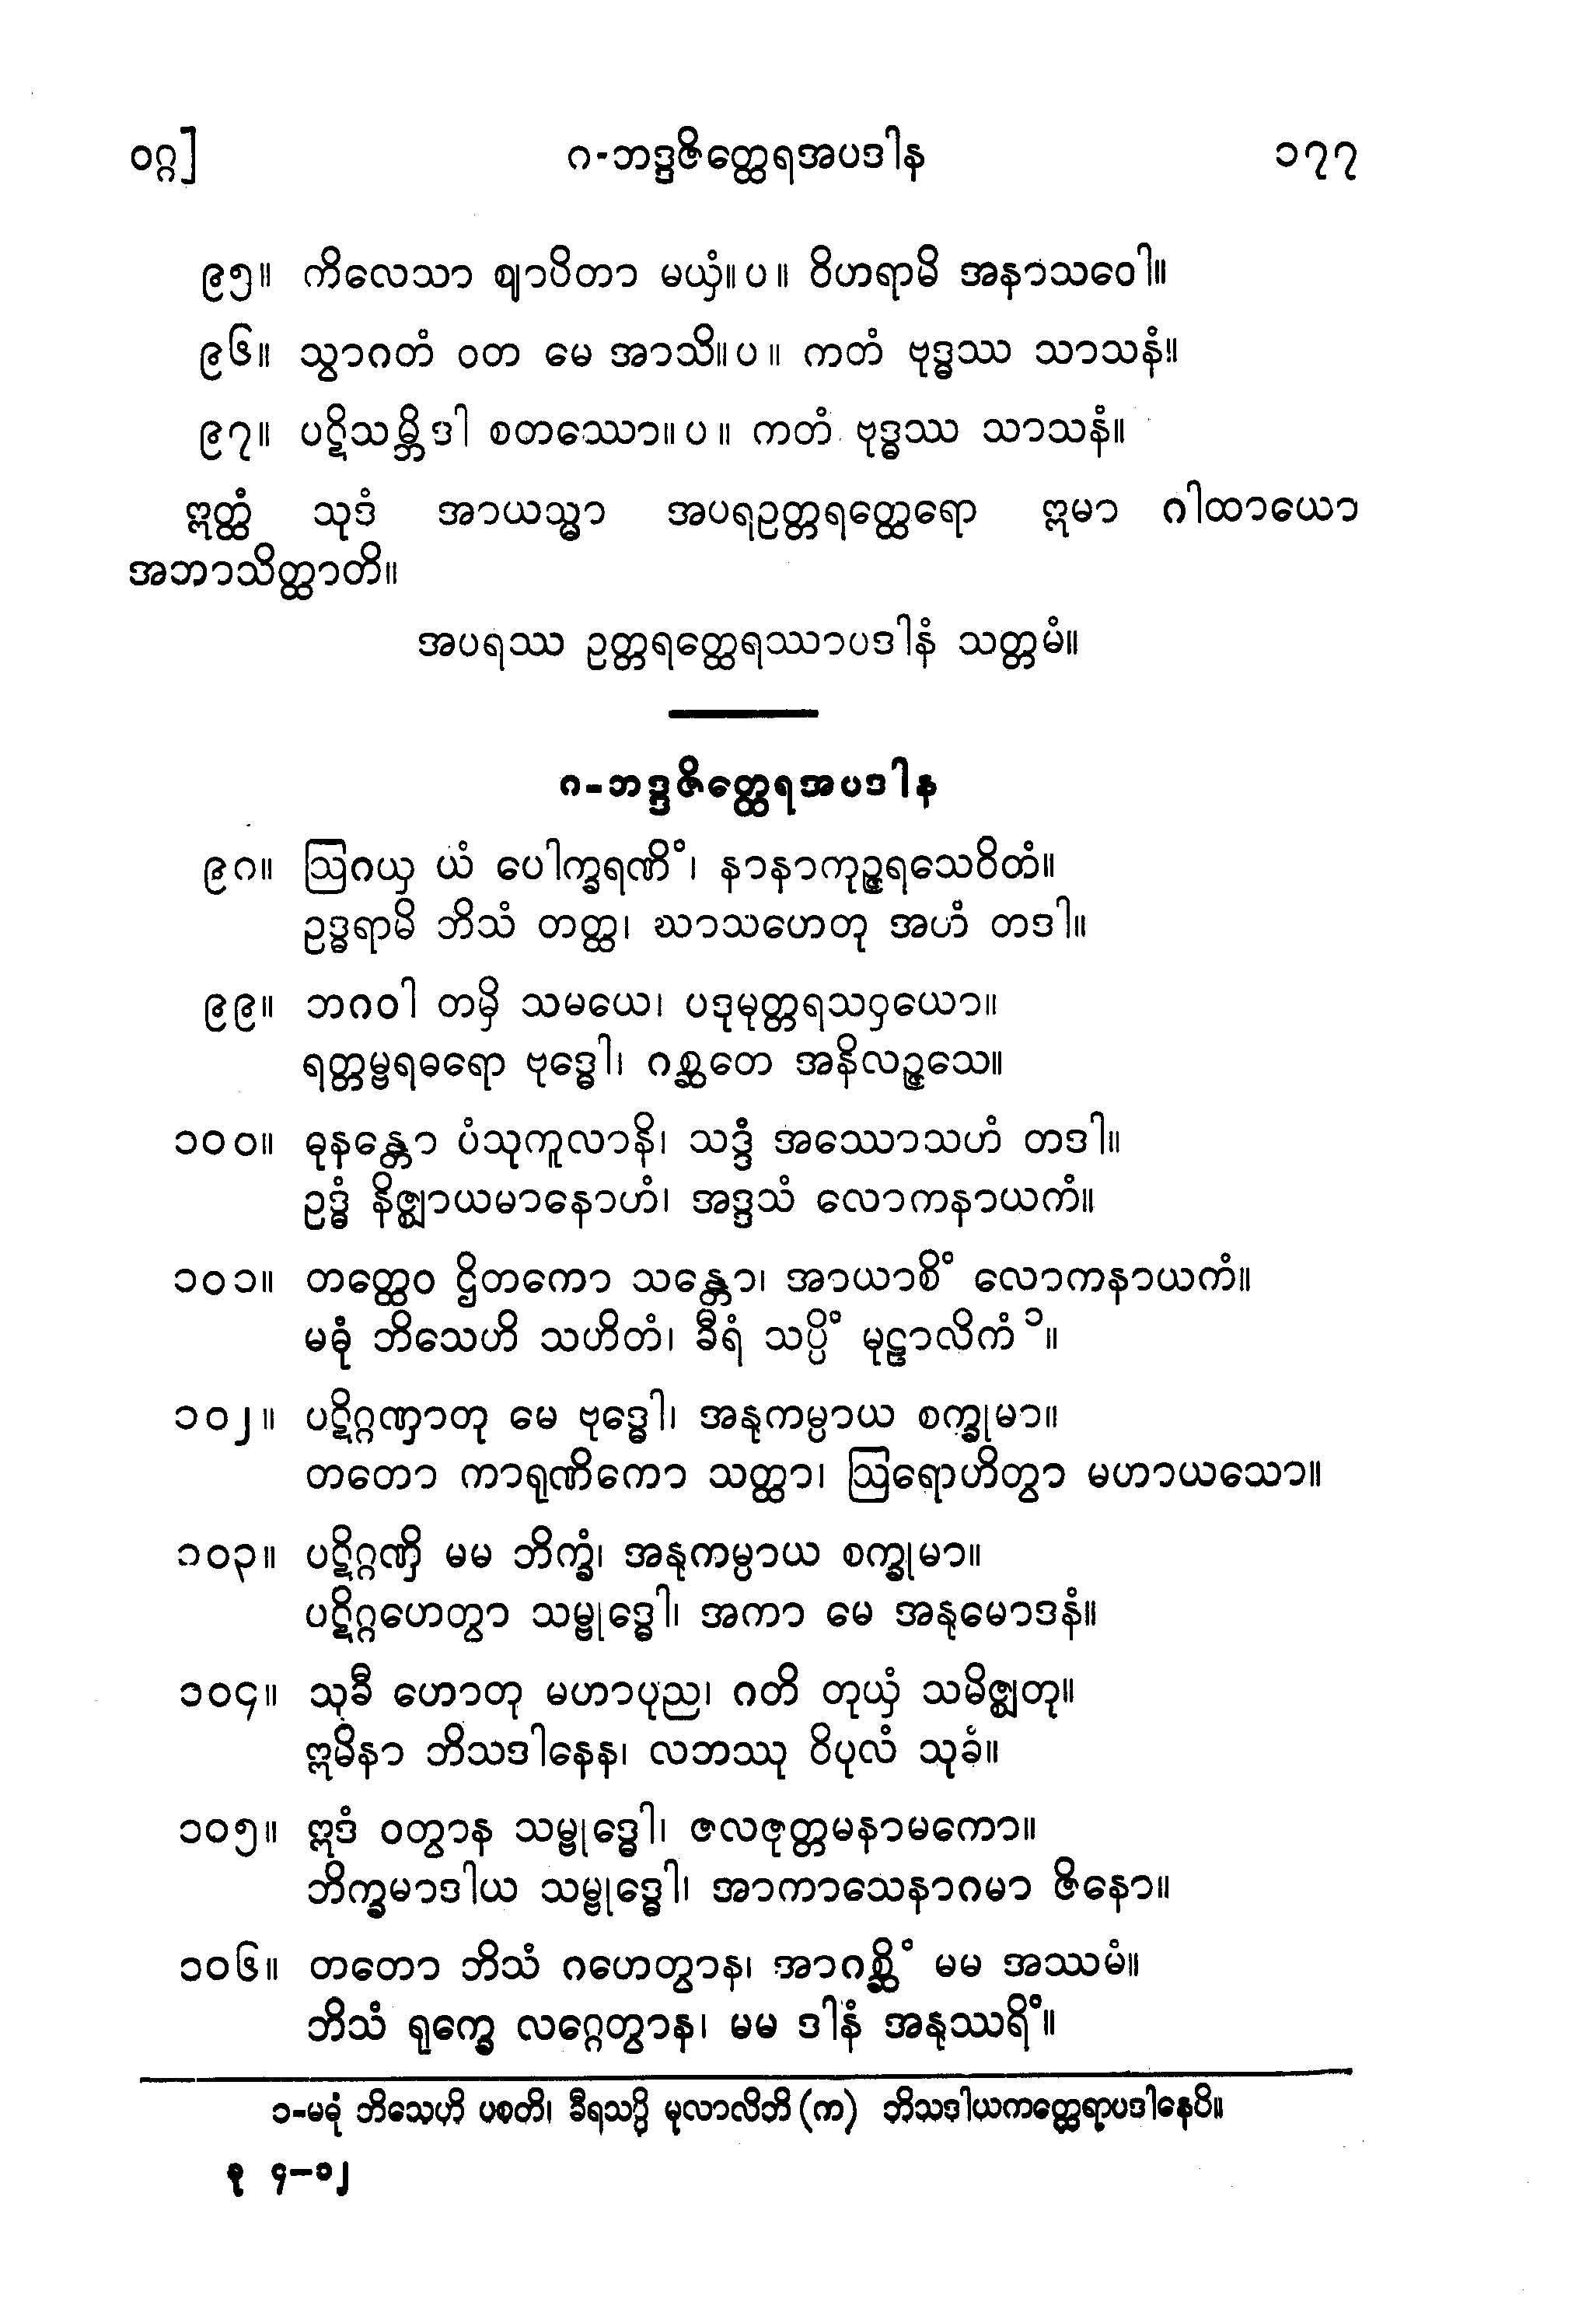 ဝဂ္ဂ]
ဂ-ဘဒ္ဒဇိတ္ထေရအပဒါန
၁၇၇
၉၅။ ကိလေသာ ဈာပိတာ မယှံ။ပ။ ဝိဟရာမိ အနာသဝေါ။
၉၆။ သွာဂတံ ဝတ မေ အာသိ။ပ။ ကတံ ဗုဒ္ဓဿ သာသနံ။
၉၇။ ပဋိသမ္ဘိဒါ စတဿော။ပ။ ကတံ ဗုဒ္ဓဿ သာသနံ။
ဣတ္ထံ သုဒံ အာယသ္မာ အပရဥတ္တရတ္ထေရော ဣမာ ဂါထာယော
အဘာသိတ္ထာတိ။
အပရဿ ဥတ္တရတ္ထေရဿာပဒါနံ သတ္တမံ။
ဂ-ဘဒ္ဒဇိတ္ထေရအပဒါန
၉ဂ။ ဩဂယှ ယံ ပေါက္ခရဏိံ၊ နာနာကုဉ္ဇရသေဝိတံ။
ဥဒ္ဓရာမိ ဘိသံ တတ္ထ၊ ဃာသဟေတု အဟံ တဒါ။
၉၉။ ဘဂဝါ တမှိ သမယေ၊ ပဒုမုတ္တရသဝှယော။
ရတ္တမ္ဗရဓရော ဗုဒ္ဓေါ၊ ဂစ္ဆတေ အနိလဉ္ဇသေ။
၁၀၀။ ဓုနန္တော ပံသုကူလာနိ၊ သဒ္ဒံ အဿောသဟံ တဒါ။
ဥဒ္ဓံ နိဇ္ဈာယမာနောဟံ၊ အဒ္ဒသံ လောကနာယကံ။
၁၀၁။ တတ္ထေဝ ဌိတကော သန္တော၊ အာယာစိံ လောကနာယကံ။
မဓုံ ဘိသေဟိ သဟိတံ၊ ခီရံ သပ္ပိံ မုဠာလိကံ ၁။
၁၀၂။ ပဋိဂ္ဂဏှာတု မေ ဗုဒ္ဓေါ၊ အနုကမ္ပာယ စက္ခုမာ။
တတော ကာရုဏိကော သတ္ထာ၊ ဩရောဟိတွာ မဟာယသော။
၁၀၃။ ပဋိဂ္ဂဏှိ မမ ဘိက္ခံ၊ အနုကမ္ပာယ စက္ခုမာ။
ပဋိဂ္ဂဟေတွာ သမ္ဗုဒ္ဓေါ၊ အကာ မေ အနုမောဒနံ။
၁၀၄။ သုခီ ဟောတု မဟာပုည၊ ဂတိ တုယှံ သမိဇ္ဈတု။
ဣမိနာ ဘိသဒါနေန၊ လဘဿု ဝိပုလံ သုခံ။
၁၀၅။ ဣဒံ ဝတွာန သမ္ဗုဒ္ဓေါ၊ ဇလဇုတ္တမနာမကော။
ဘိက္ခမာဒါယ သမ္ဗုဒ္ဓေါ၊ အာကာသေနာဂမာ ဇိနော။
၁၀၆။ တတော ဘိသံ ဂဟေတွာန၊ အာဂစ္ဆိံ မမ အဿမံ။
ဘိသံ ရုက္ခေ လဂ္ဂေတွာန၊ မမ ဒါနံ အနုဿရိံ။
၁-မဓုံ ဘိသေဟိ ပစတိ၊ ခီရသပ္ပိ မုလာလိဘိ (က) ဘိသဒါယကတ္ထေရာပဒါနေပိ။
စု ၄-၁၂